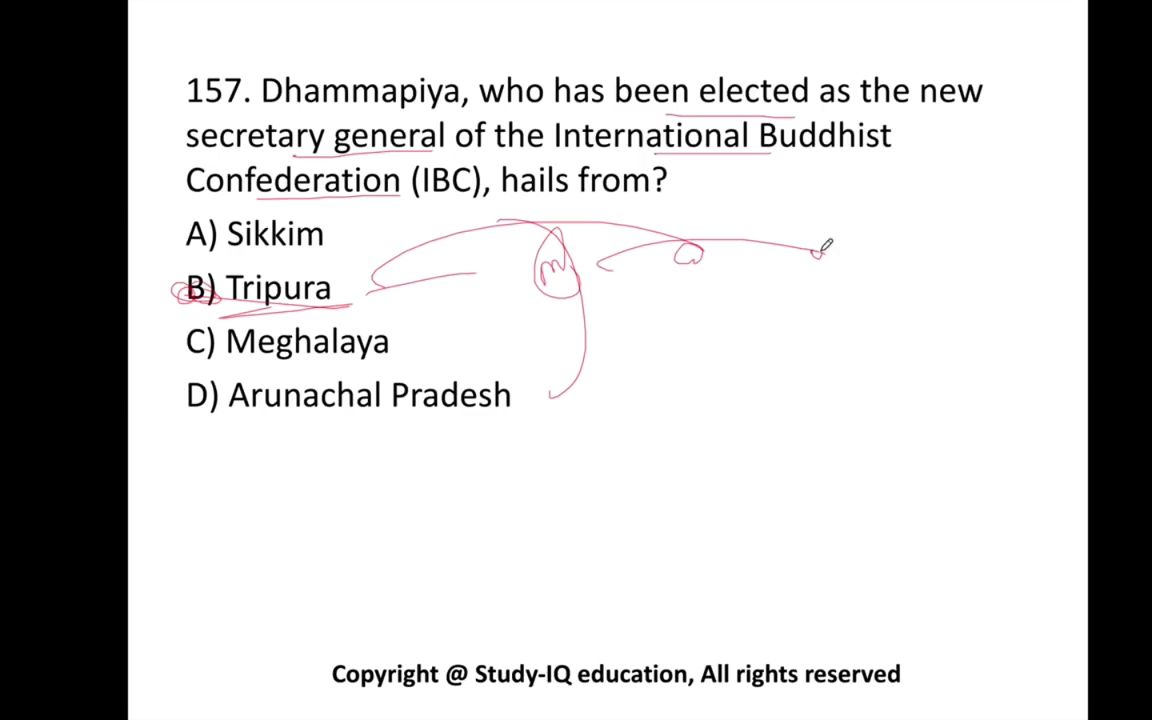 157. Dhammapiya, who has been elected as the new
secretary general of the International Buddhist
Confederation (IBC), hails from?
A) Sikkim
B) Tripura
C) Meghalaya
D) Arunachal Pradesh
Copyright @ Study-IQ education, All rights reserved